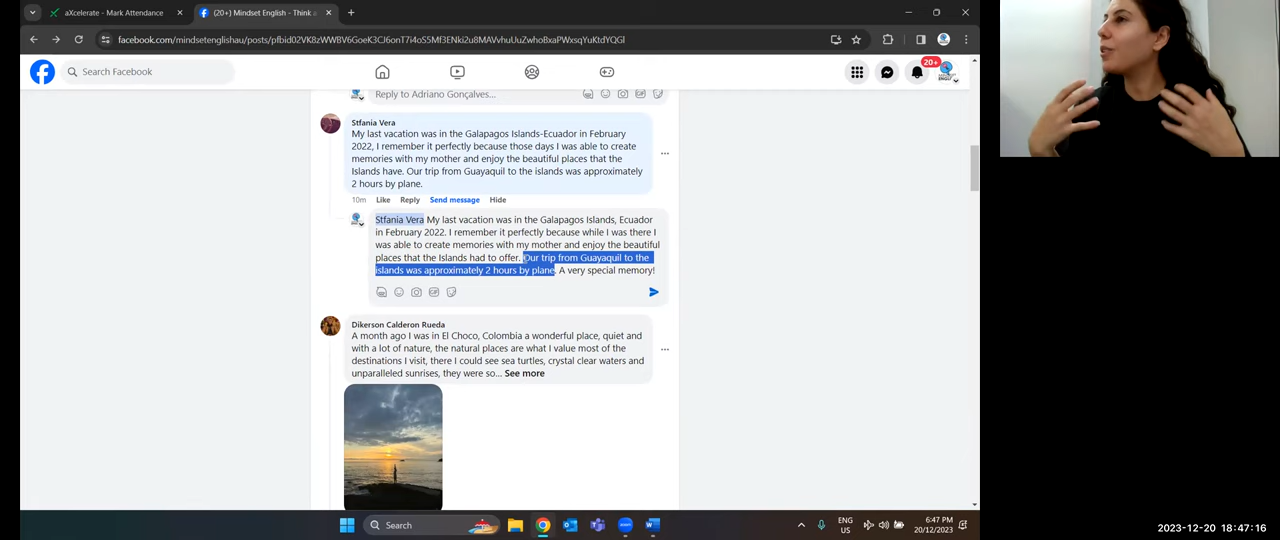 aXcelerate - Mark Attendance
(20+) Mindset English - Think a
facebook.com/mindsetenglishau/posts/pfbid02VK8zWWBV6GoeK3CJ6onT7i4oS5Mf3ENki2u8MAVvhuUuZwhoBxaPWxsqYuKtdYQGl
Search Facebook
20+
Reply to Adriano Gonçalves...
Stfania Vera
My last vacation was in the Galapagos Islands-Ecuador in February
2022, I remember it perfectly because those days I was able to create
memories with my mother and enjoy the beautiful places that the
Islands have. Our trip from Guayaquil to the islands was approximately
2 hours by plane.
10m Like Reply Send message Hide
Stfania Vera My last vacation was in the Galapagos Islands, Ecuador
in February 2022. I remember it perfectly because while I was there I
was able to create memories with my mother and enjoy the beautiful
places that the Islands had to offer. Our trip from Guayaquil to the
islands was approximately 2 hours by plane. A very special memory!
Dikerson Calderon Rueda
A month ago I was in El Choco, Colombia a wonderful place, quiet and
with a lot of nature, the natural places are what I value most of the
destinations I visit, there I could see sea turtles, crystal clear waters and
unparalleled sunrises, they were so... See more
Search
ENG
US
6:47 PM
20/12/2023
2023-12-20 18:47:16